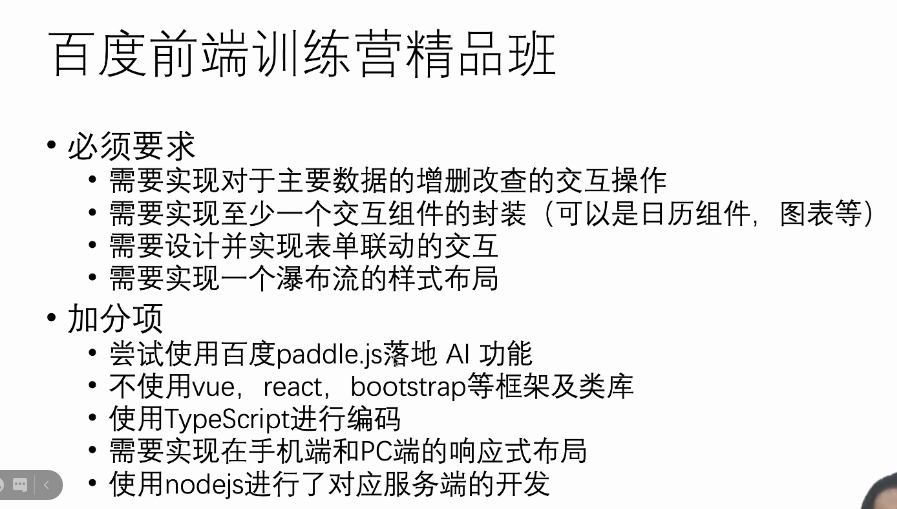 百度前端训练营精品班
• 必须要求
• 需要实现对于主要数据的增删改查的交互操作
• 需要实现至少一个交互组件的封装（可以是日历组件，图表等）
• 需要设计并实现表单联动的交互
• 需要实现一个瀑布流的样式布局
• 加分项
• 尝试使用百度paddle.js落地 AI 功能
• 不使用vue，react，bootstrap等框架及类库
• 使用TypeScript进行编码
• 需要实现在手机端和PC端的响应式布局
• 使用nodejs进行了对应服务端的开发